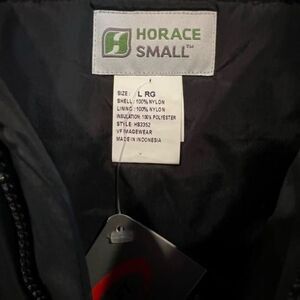 HORACE
SMALL™
SIZE: L RG
SHELL: 100% NYLON
LINING: 100% NYLON
INSULATION: 100% POLYESTER
STYLE: HS3352
VF IMAGEWEAR
MADE IN INDONESIA